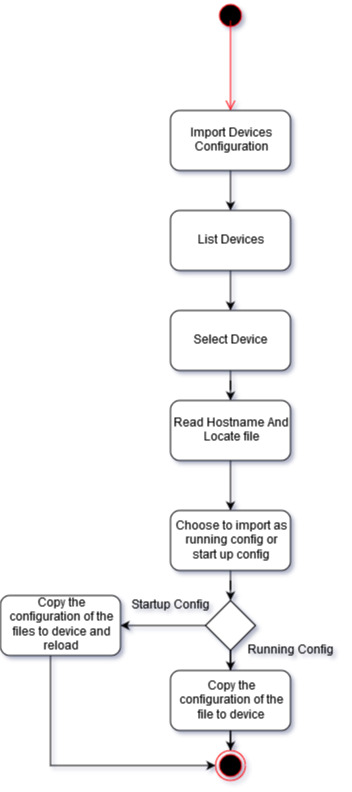 Import Devices
Configuration
List Devices
Select Device
Read Hostname And
Locate file
Choose to import as
running config or
start up config
Startup Config
Copy the
configuration of the
files to device and
reload
Running Config
Copy the
configuration of the
file to device